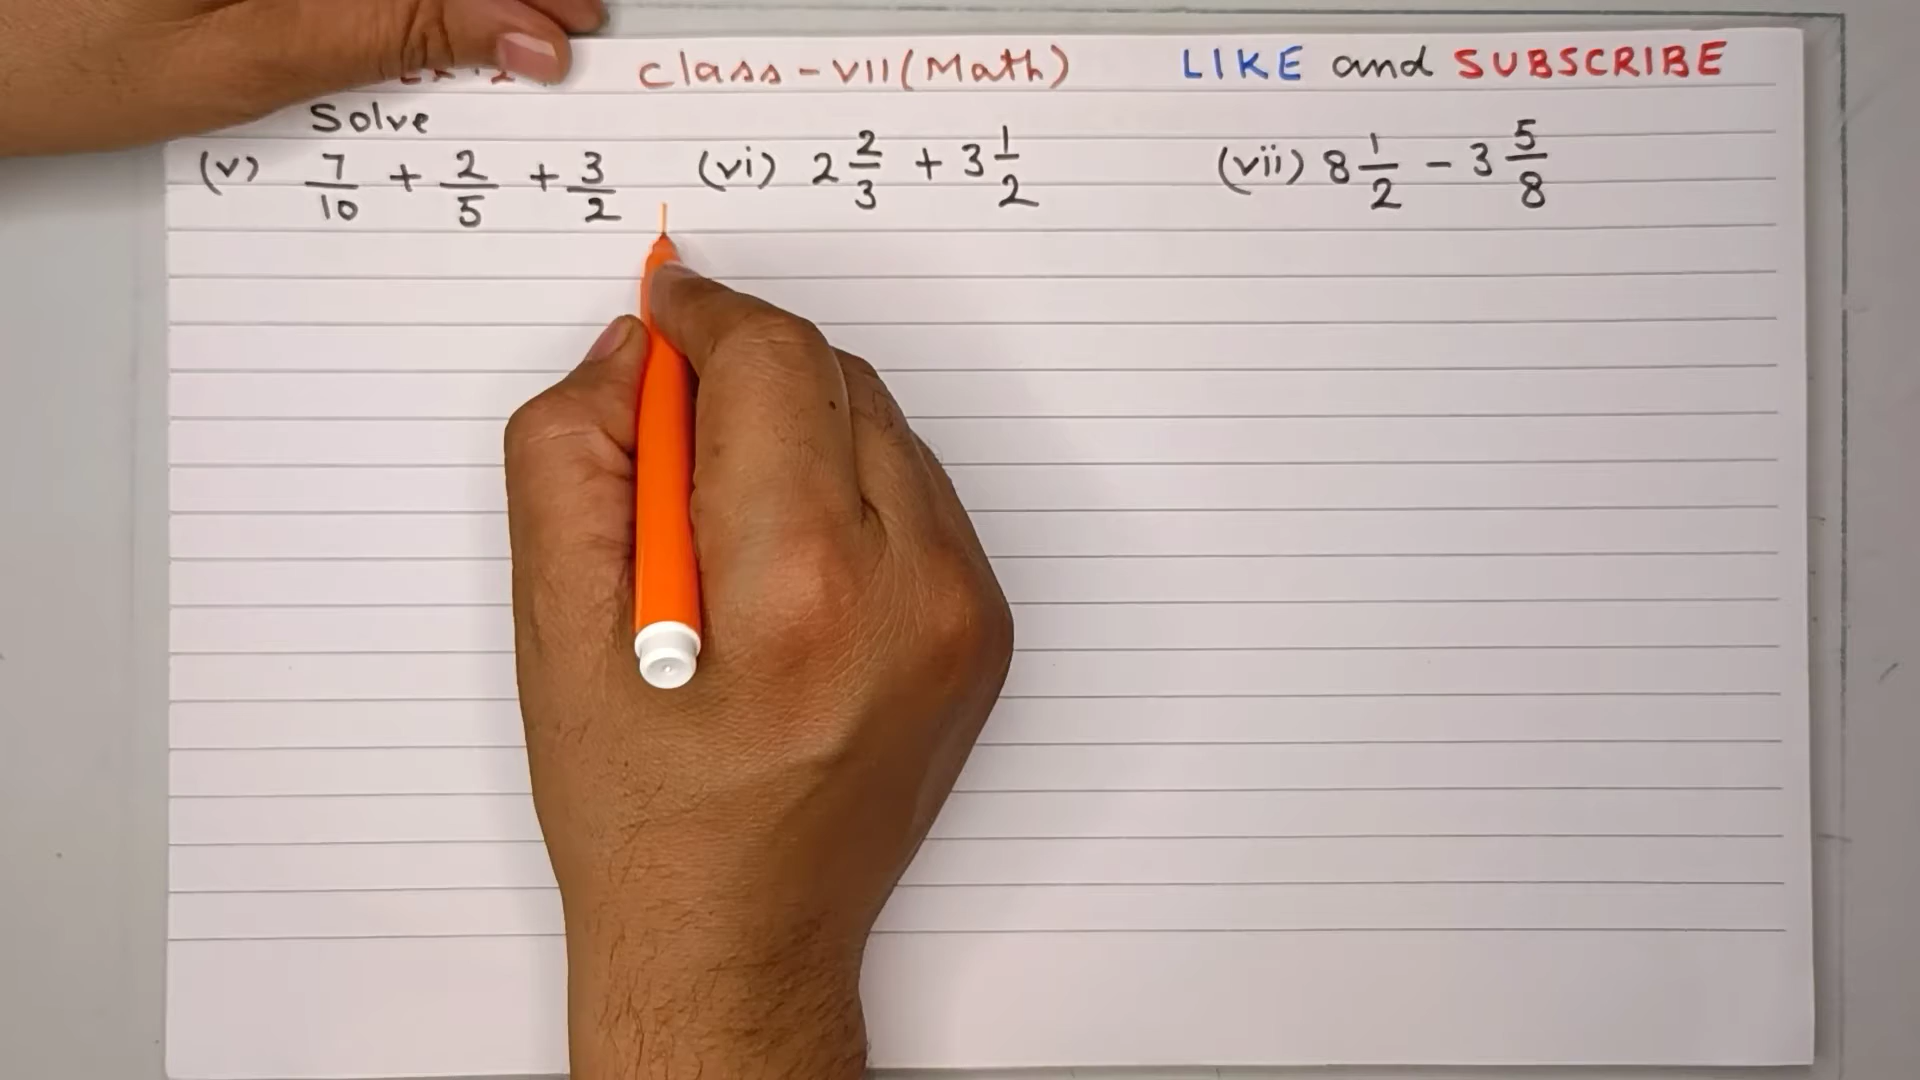 class-VII(Math) LIKE and SUBSCRIBE
Solve
(v) 7/10 + 2/5 + 3/2 (vi) 2 2/3 + 3 1/2 (vii) 8 1/2 - 3 5/8